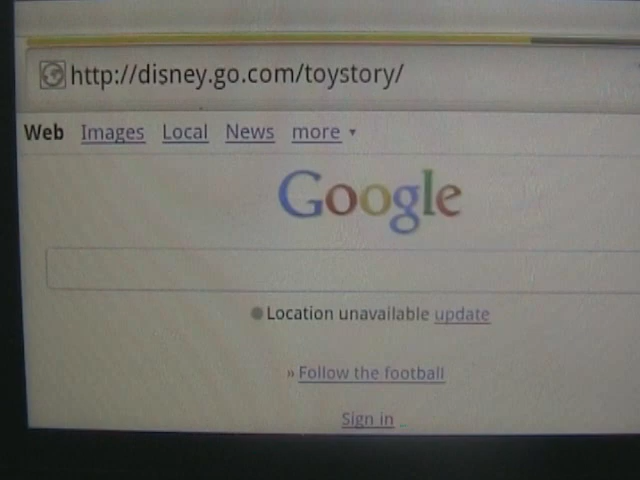 http://disney.go.com/toystory/
Web Images Local News more ▾
Google
Location unavailable update
» Follow the football
Sign in